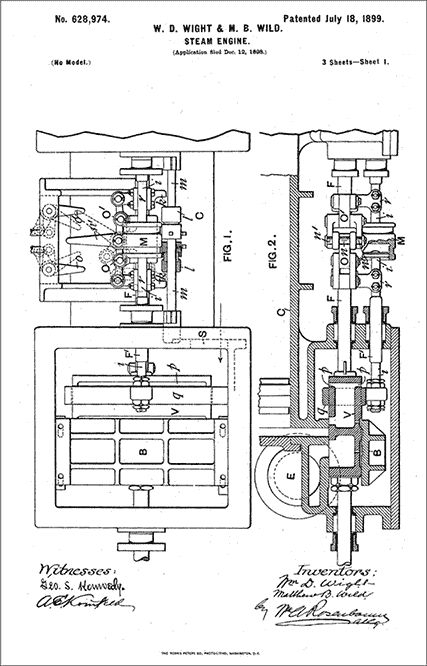 No. 628,974.
Patented July 18, 1899.
W. D. WIGHT & M. B. WILD.
STEAM ENGINE.
(Application filed Dec. 12, 1898.)
(No Model.)
3 Sheets—Sheet 1.
FIG. 1.
FIG. 2.
C
C
M
M
O'
O'
F
F
F
F
F'
F'
S
p
q
V
V
B
B
E
m
m
l
l
n'
Witnesses:
Geo. S. Kennedy.
Inventors:
Wm D. Wight
Matthew B. Wild
by
Atty.
THE NORRIS PETERS CO., PHOTO-LITHO., WASHINGTON, D. C.